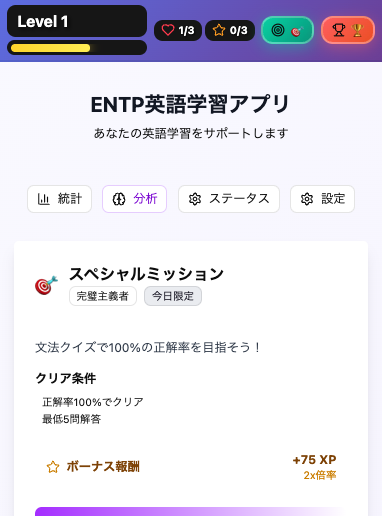 Level 1
1/3
0/3
ENTP英語学習アプリ
あなたの英語学習をサポートします
統計
分析
ステータス
設定
スペシャルミッション
完璧主義者
今日限定
文法クイズで100%の正解率を目指そう！
クリア条件
正解率100%でクリア
最低5問解答
ボーナス報酬
+75 XP
2x倍率